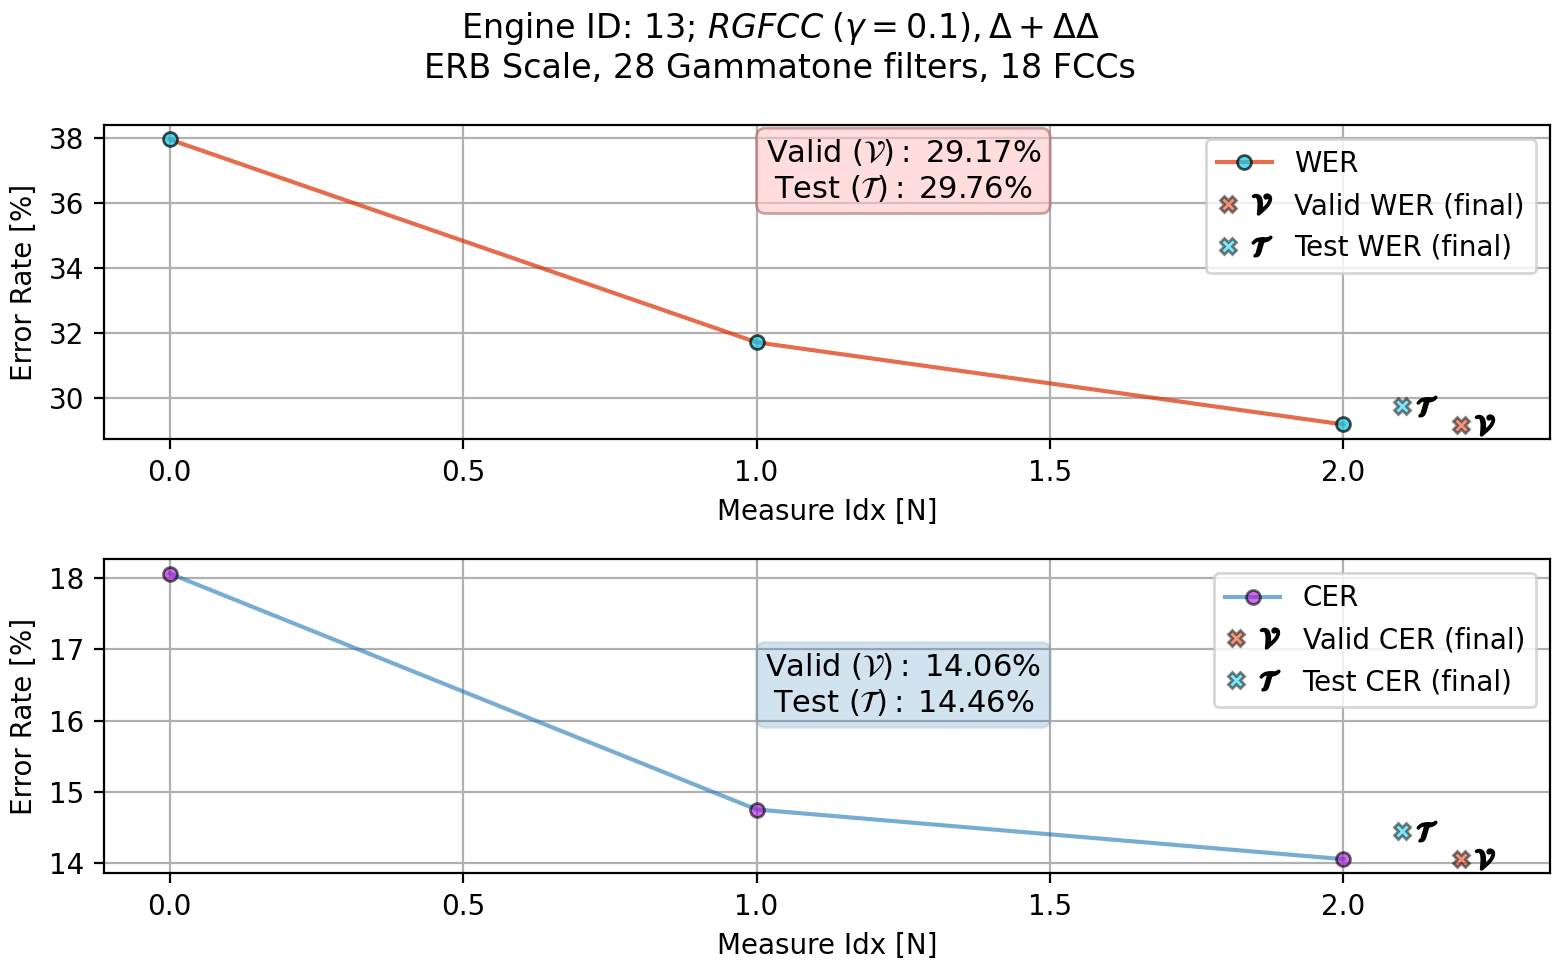 Engine ID: 13; RGFCC (γ = 0.1), Δ + ΔΔ
ERB Scale, 28 Gammatone filters, 18 FCCs
Error Rate [%]
38
36
34
32
30
Valid (𝒱) : 29.17%
Test (𝒯) : 29.76%
WER
𝒱 Valid WER (final)
𝒯 Test WER (final)
𝒯
𝒱
0.0 0.5 1.0 1.5 2.0
Measure Idx [N]
Error Rate [%]
18
17
16
15
14
Valid (𝒱) : 14.06%
Test (𝒯) : 14.46%
CER
𝒱 Valid CER (final)
𝒯 Test CER (final)
𝒯
𝒱
0.0 0.5 1.0 1.5 2.0
Measure Idx [N]